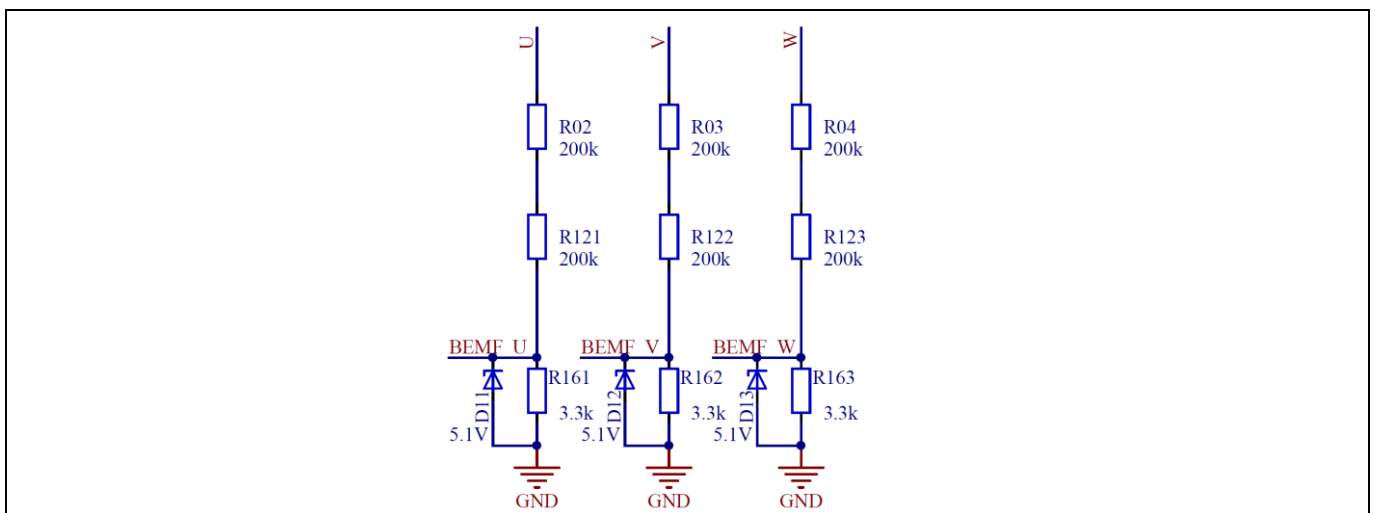 U V W
R02 R03 R04
200k 200k 200k
R121 R122 R123
200k 200k 200k
BEMF_U BEMF_V BEMF_W
R161 R162 R163
D11 3.3k D12 3.3k D13 3.3k
5.1V 5.1V 5.1V
GND GND GND